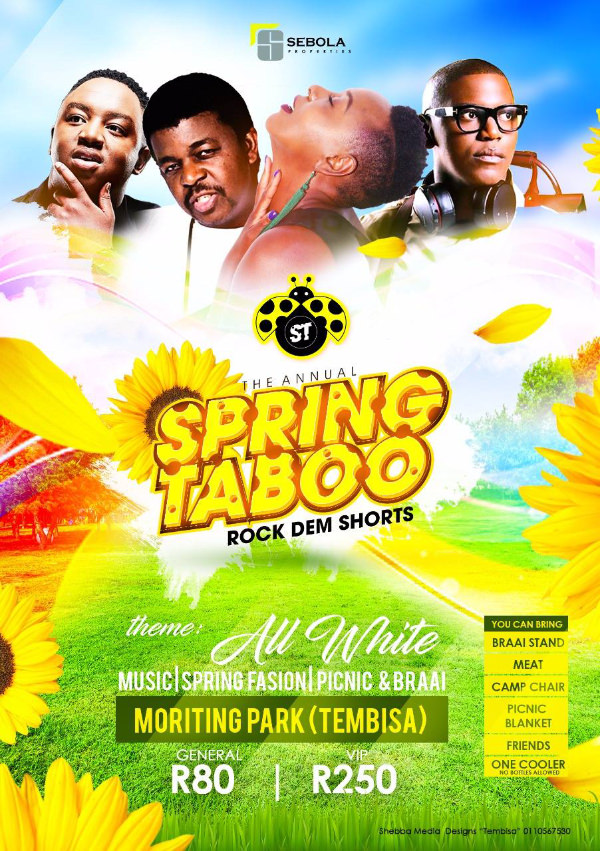 SEBOLA
PROPERTIES
ST
THE ANNUAL
SPRING
TABOO
ROCK DEM SHORTS
theme: All White
MUSIC|SPRING FASION|PICNIC & BRAAI
MORITING PARK (TEMBISA)
GENERAL
R80
VIP
R250
YOU CAN BRING
BRAAI STAND
MEAT
CAMP CHAIR
PICNIC
BLANKET
FRIENDS
ONE COOLER
NO BOTTLES ALLOWED
Shebba Media Designs "Tembisa" 0110567530